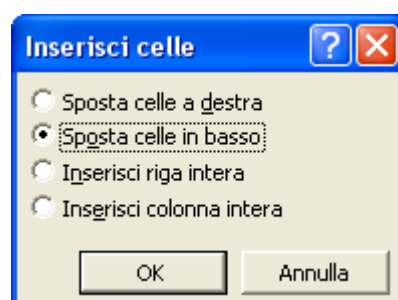 Inserisci celle
Sposta celle a destra
Sposta celle in basso
Inserisci riga intera
Inserisci colonna intera
OK Annulla